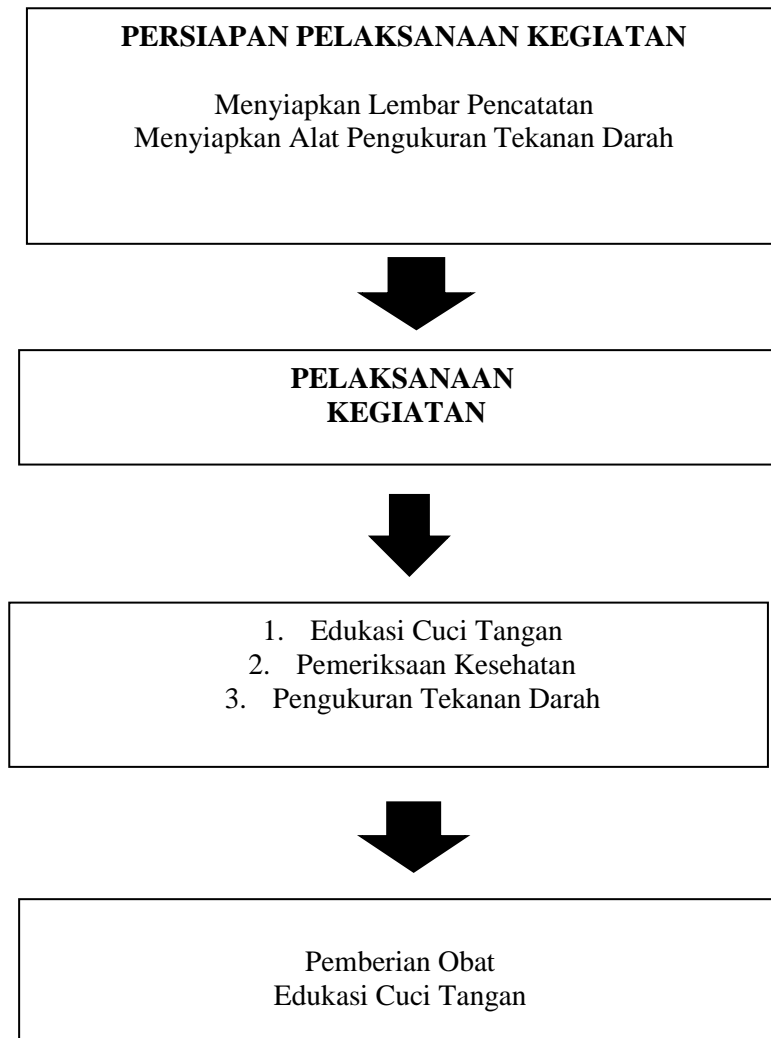 PERSIAPAN PELAKSANAAN KEGIATAN
Menyiapkan Lembar Pencatatan
Menyiapkan Alat Pengukuran Tekanan Darah
PELAKSANAAN
KEGIATAN
1. Edukasi Cuci Tangan
2. Pemeriksaan Kesehatan
3. Pengukuran Tekanan Darah
Pemberian Obat
Edukasi Cuci Tangan